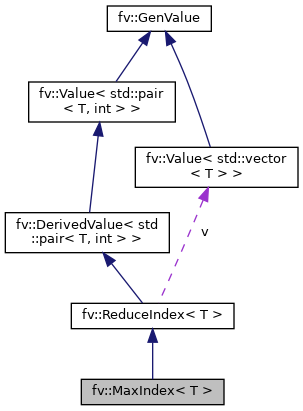 fv::GenValue
fv::Value< std::pair
< T, int > >
fv::Value< std::vector
< T > >
fv::DerivedValue< std
::pair< T, int > >
v
fv::ReduceIndex< T >
fv::MaxIndex< T >